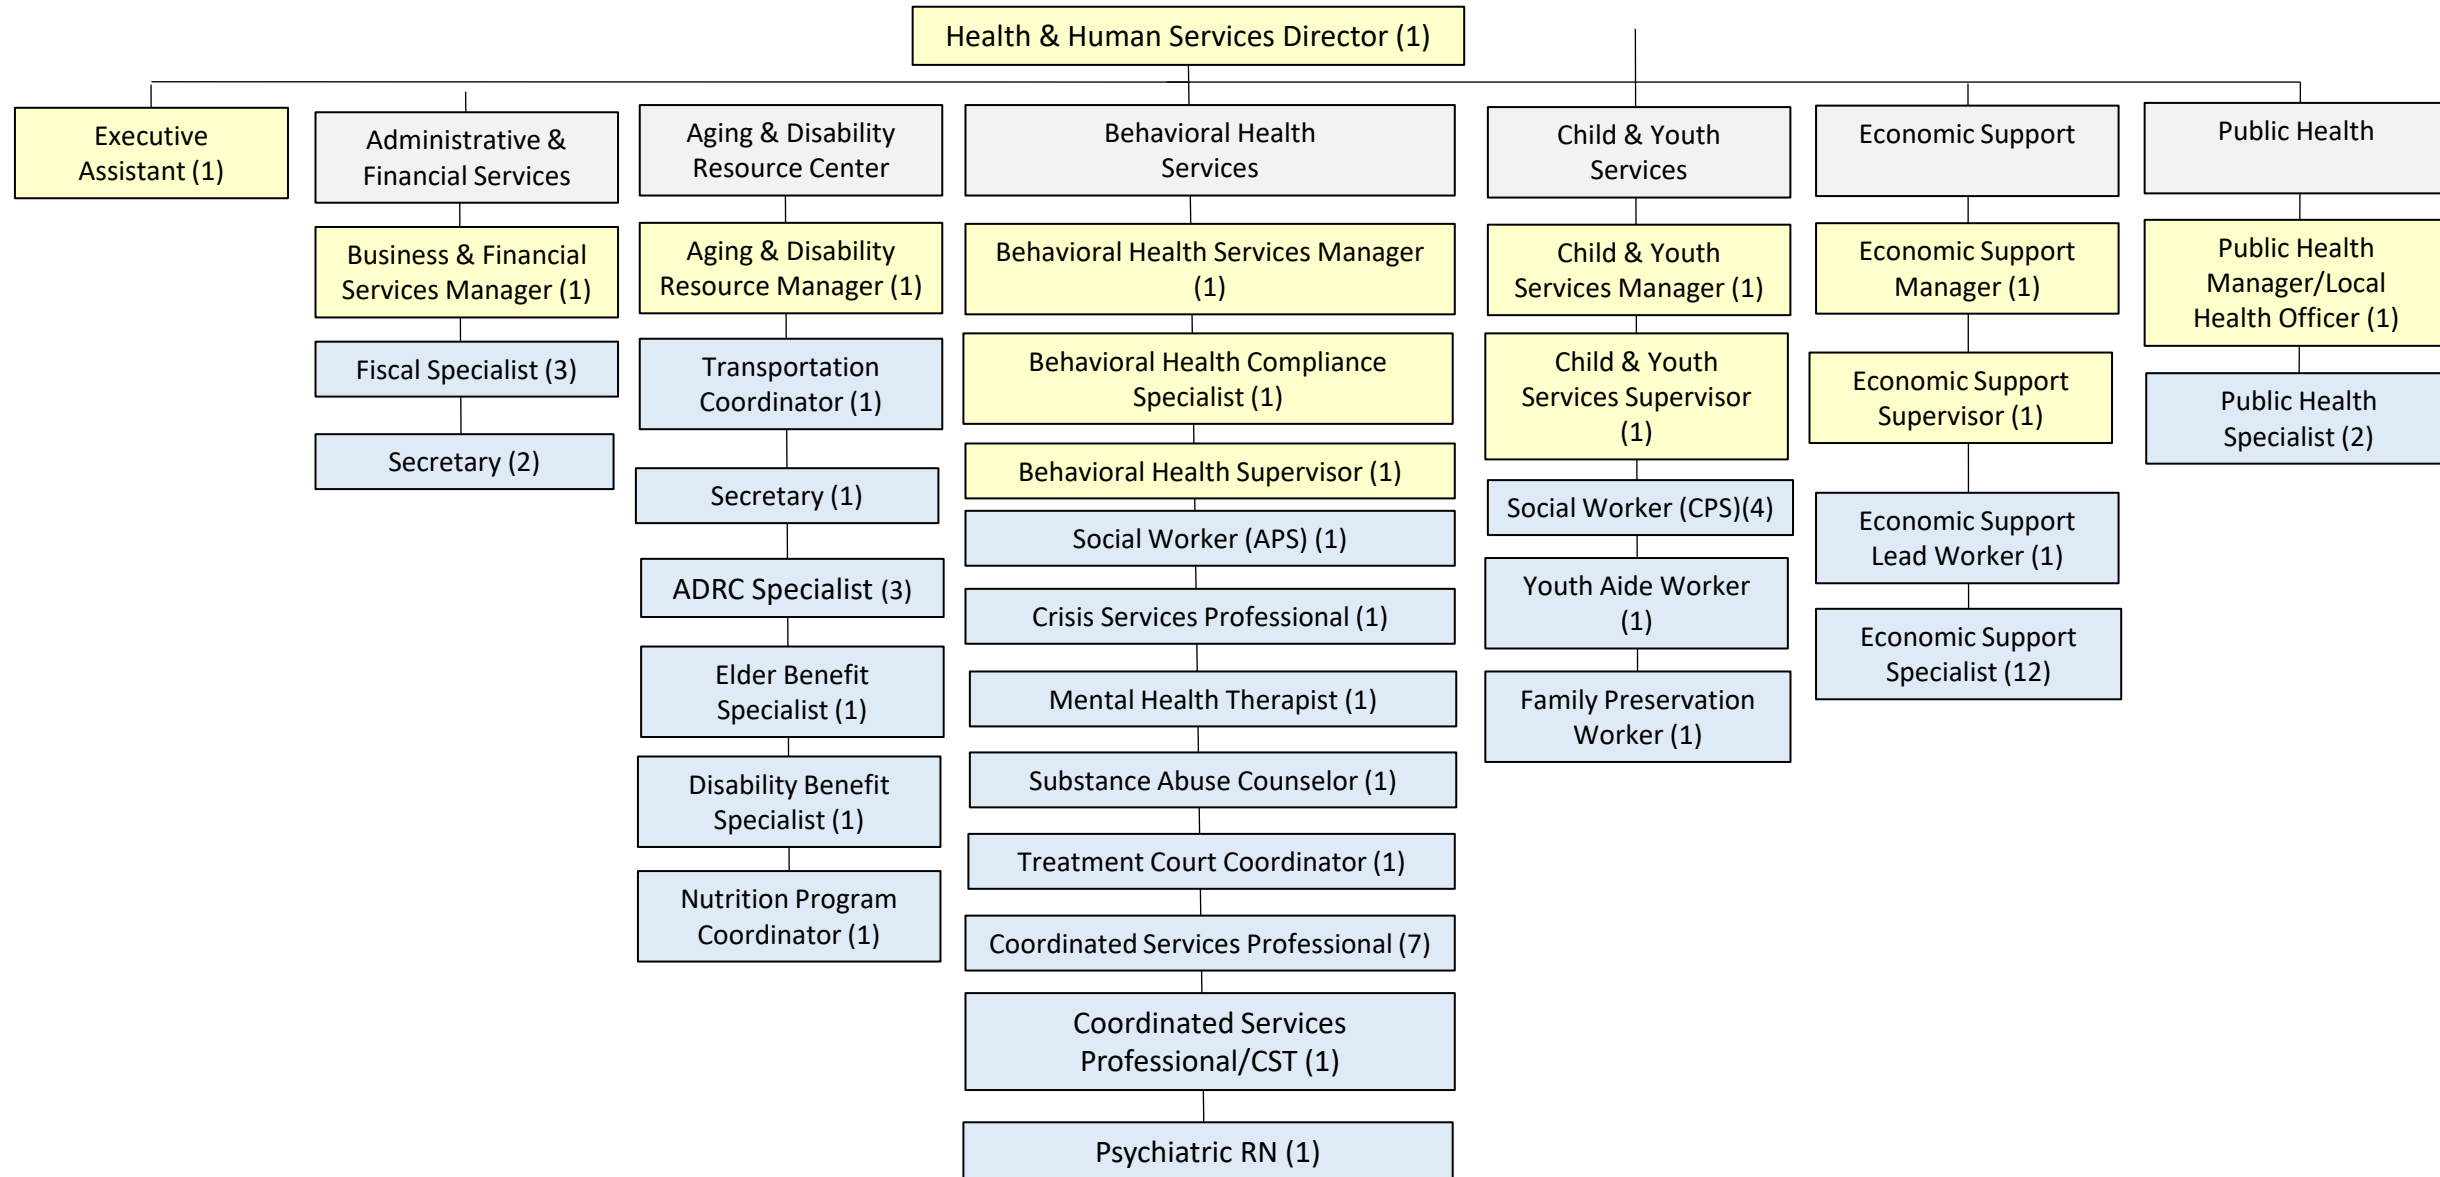 Health & Human Services Director (1)
Executive
Assistant (1)
Administrative &
Financial Services
Business & Financial
Services Manager (1)
Fiscal Specialist (3)
Secretary (2)
Aging & Disability
Resource Center
Aging & Disability
Resource Manager (1)
Transportation
Coordinator (1)
Secretary (1)
ADRC Specialist (3)
Elder Benefit
Specialist (1)
Disability Benefit
Specialist (1)
Nutrition Program
Coordinator (1)
Behavioral Health
Services
Behavioral Health Services Manager
(1)
Behavioral Health Compliance
Specialist (1)
Behavioral Health Supervisor (1)
Social Worker (APS) (1)
Crisis Services Professional (1)
Mental Health Therapist (1)
Substance Abuse Counselor (1)
Treatment Court Coordinator (1)
Coordinated Services Professional (7)
Coordinated Services
Professional/CST (1)
Psychiatric RN (1)
Child & Youth
Services
Child & Youth
Services Manager (1)
Child & Youth
Services Supervisor
(1)
Social Worker (CPS)(4)
Youth Aide Worker
(1)
Family Preservation
Worker (1)
Economic Support
Economic Support
Manager (1)
Economic Support
Supervisor (1)
Economic Support
Lead Worker (1)
Economic Support
Specialist (12)
Public Health
Public Health
Manager/Local
Health Officer (1)
Public Health
Specialist (2)